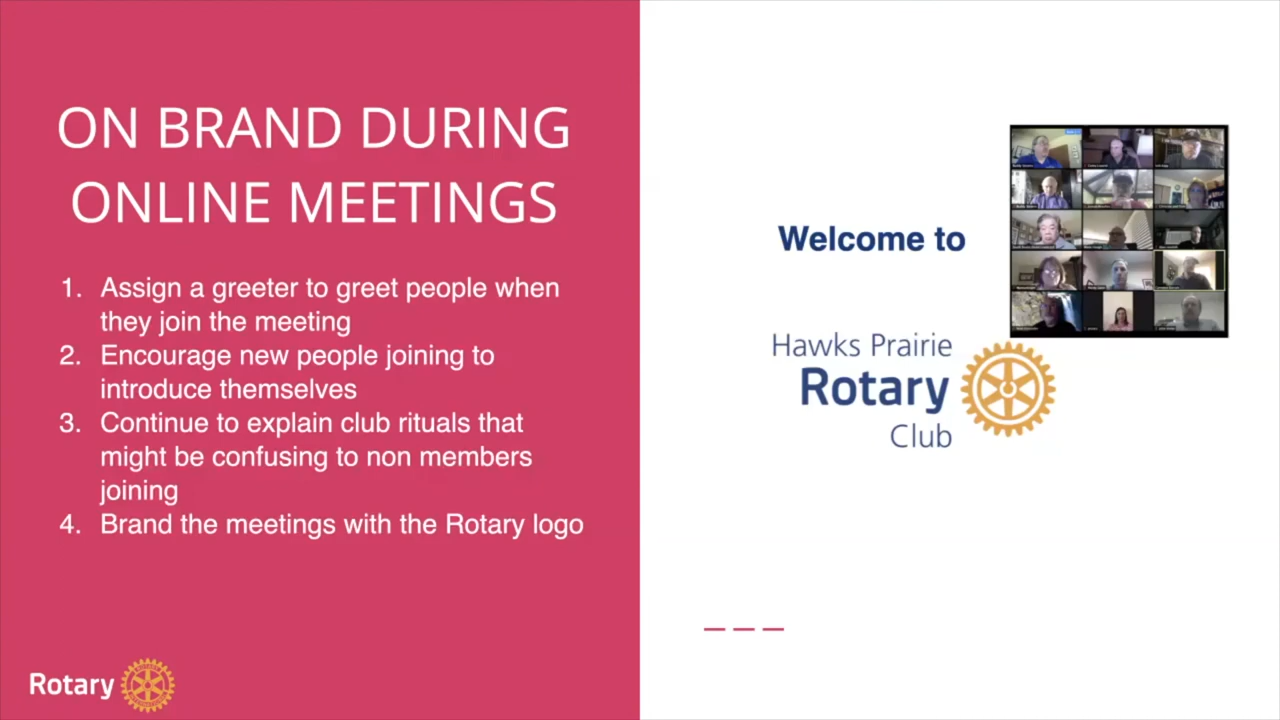 ON BRAND DURING
ONLINE MEETINGS
1. Assign a greeter to greet people when
they join the meeting
2. Encourage new people joining to
introduce themselves
3. Continue to explain club rituals that
might be confusing to non members
joining
4. Brand the meetings with the Rotary logo
Rotary
Welcome to
Hawks Prairie
Rotary
Club